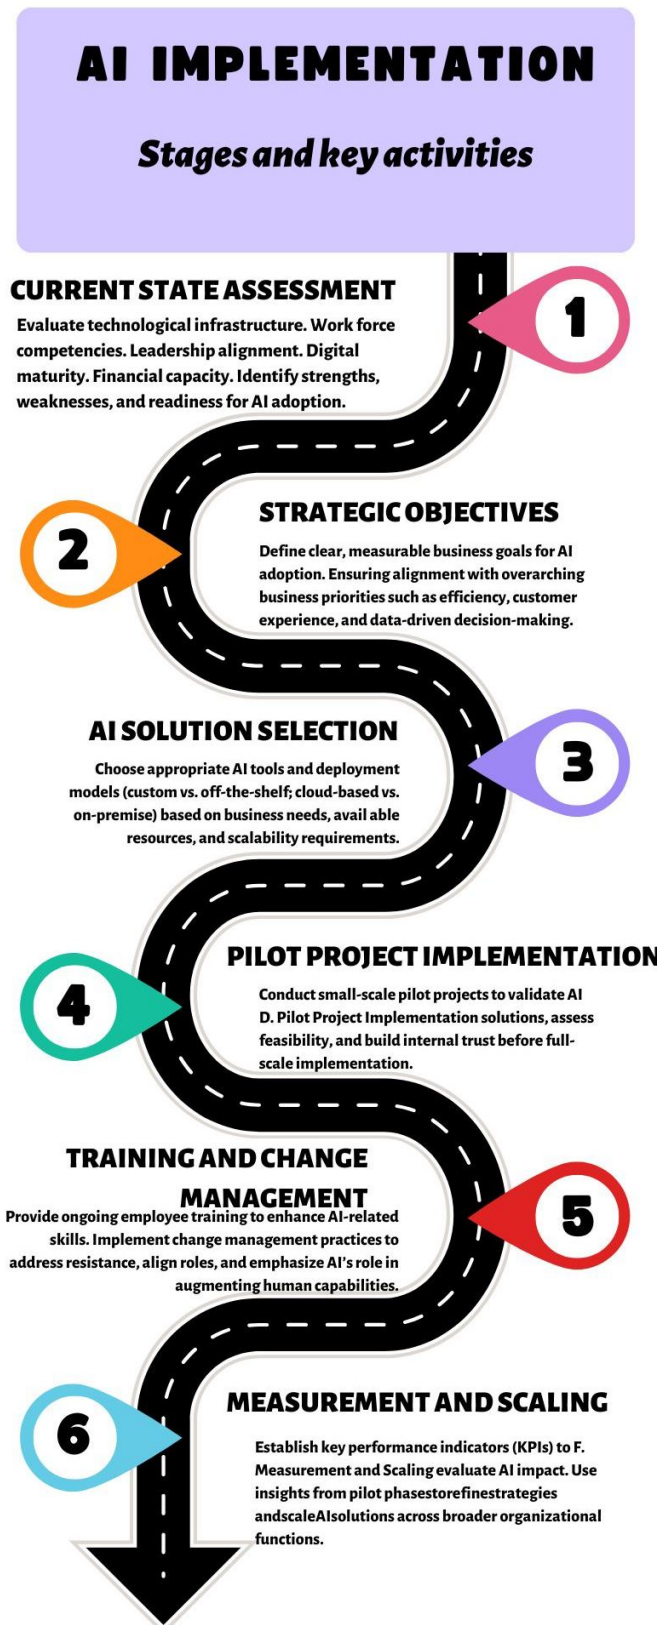 AI IMPLEMENTATION
Stages and key activities
CURRENT STATE ASSESSMENT
1
Evaluate technological infrastructure. Work force
competencies. Leadership alignment. Digital
maturity. Financial capacity. Identify strengths,
weaknesses, and readiness for AI adoption.
2
STRATEGIC OBJECTIVES
Define clear, measurable business goals for AI
adoption. Ensuring alignment with overarching
business priorities such as efficiency, customer
experience, and data-driven decision-making.
AI SOLUTION SELECTION
3
Choose appropriate AI tools and deployment
models (custom vs. off-the-shelf; cloud-based vs.
on-premise) based on business needs, avail able
resources, and scalability requirements.
4
PILOT PROJECT IMPLEMENTATION
Conduct small-scale pilot projects to validate AI
D. Pilot Project Implementation solutions, assess
feasibility, and build internal trust before full-
scale implementation.
TRAINING AND CHANGE
MANAGEMENT
5
Provide ongoing employee training to enhance AI-related
skills. Implement change management practices to
address resistance, align roles, and emphasize AI's role in
augmenting human capabilities.
6
MEASUREMENT AND SCALING
Establish key performance indicators (KPIs) to F.
Measurement and Scaling evaluate AI impact. Use
insights from pilot phasestorefinestrategies
andscaleAIsolutions across broader organizational
functions.